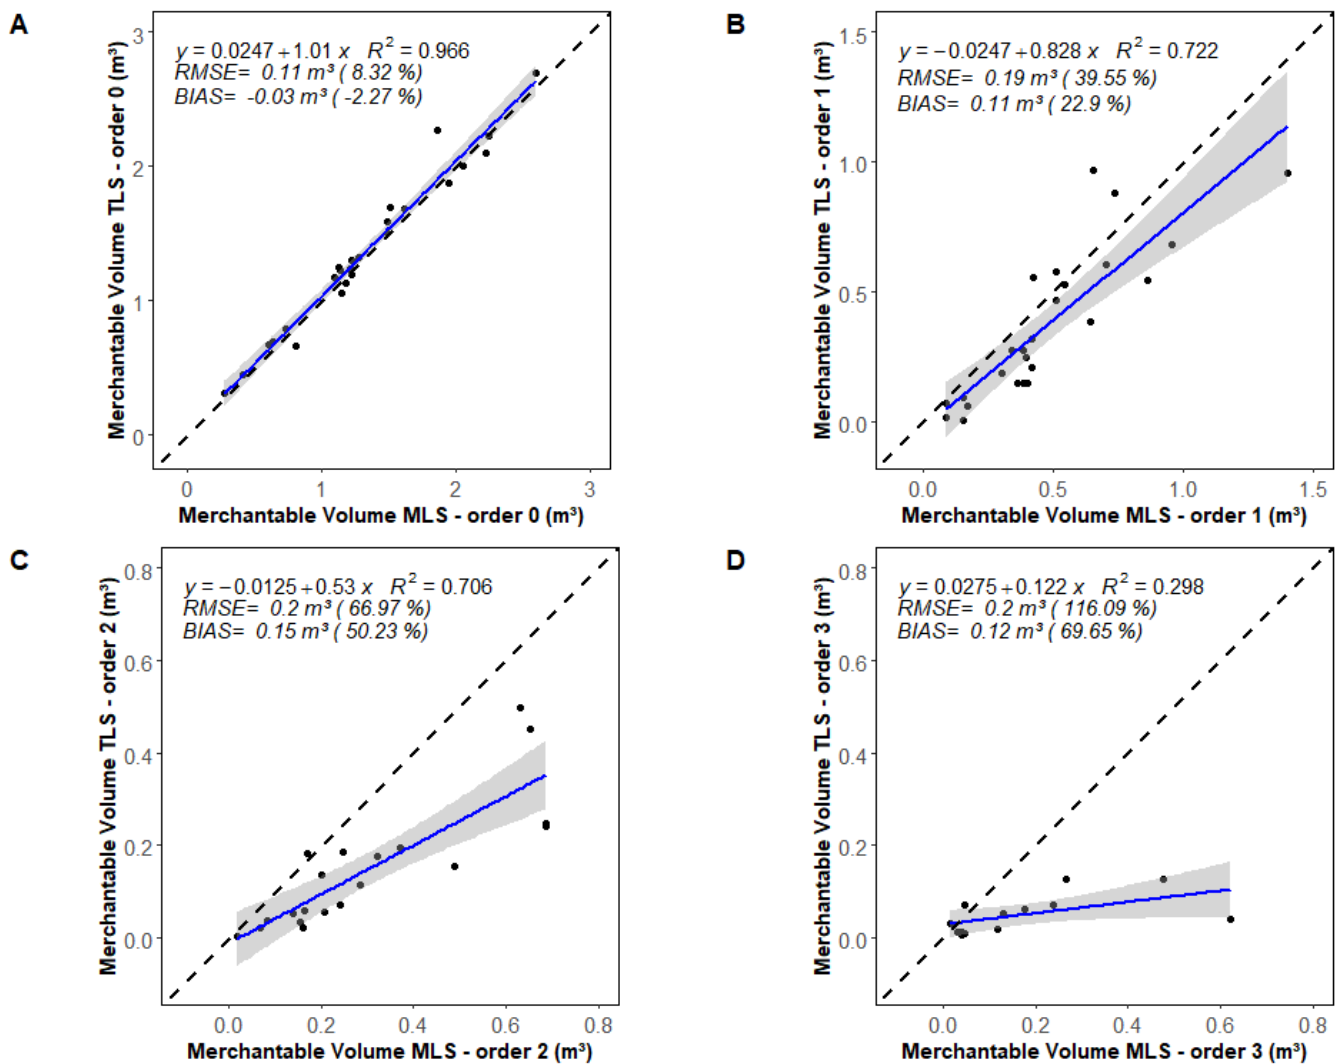 A
Merchantable Volume TLS - order 0 (m³)
3
2
1
0
y = 0.0247 + 1.01 x R² = 0.966
RMSE= 0.11 m³ ( 8.32 %)
BIAS= -0.03 m³ ( -2.27 %)
0 1 2 3
Merchantable Volume MLS - order 0 (m³)
B
Merchantable Volume TLS - order 1 (m³)
1.5
1.0
0.5
0.0
y = −0.0247 + 0.828 x R² = 0.722
RMSE= 0.19 m³ ( 39.55 %)
BIAS= 0.11 m³ ( 22.9 %)
0.0 0.5 1.0 1.5
Merchantable Volume MLS - order 1 (m³)
C
Merchantable Volume TLS - order 2 (m³)
0.8
0.6
0.4
0.2
0.0
y = −0.0125 + 0.53 x R² = 0.706
RMSE= 0.2 m³ ( 66.97 %)
BIAS= 0.15 m³ ( 50.23 %)
0.0 0.2 0.4 0.6 0.8
Merchantable Volume MLS - order 2 (m³)
D
Merchantable Volume TLS - order 3 (m³)
0.8
0.6
0.4
0.2
0.0
y = 0.0275 + 0.122 x R² = 0.298
RMSE= 0.2 m³ ( 116.09 %)
BIAS= 0.12 m³ ( 69.65 %)
0.0 0.2 0.4 0.6 0.8
Merchantable Volume MLS - order 3 (m³)